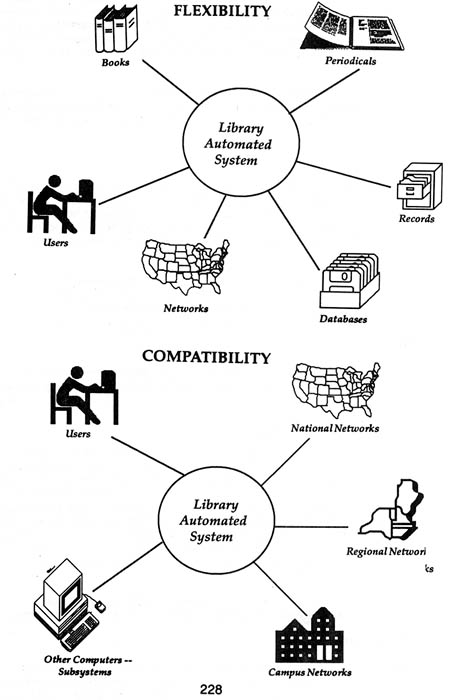 FLEXIBILITY
Books
Periodicals
Library
Automated
System
Records
Users
Networks
Databases
COMPATIBILITY
Users
National Networks
Library
Automated
System
Regional Networ
ks
Other Computers --
Subsystems
Campus Networks
228